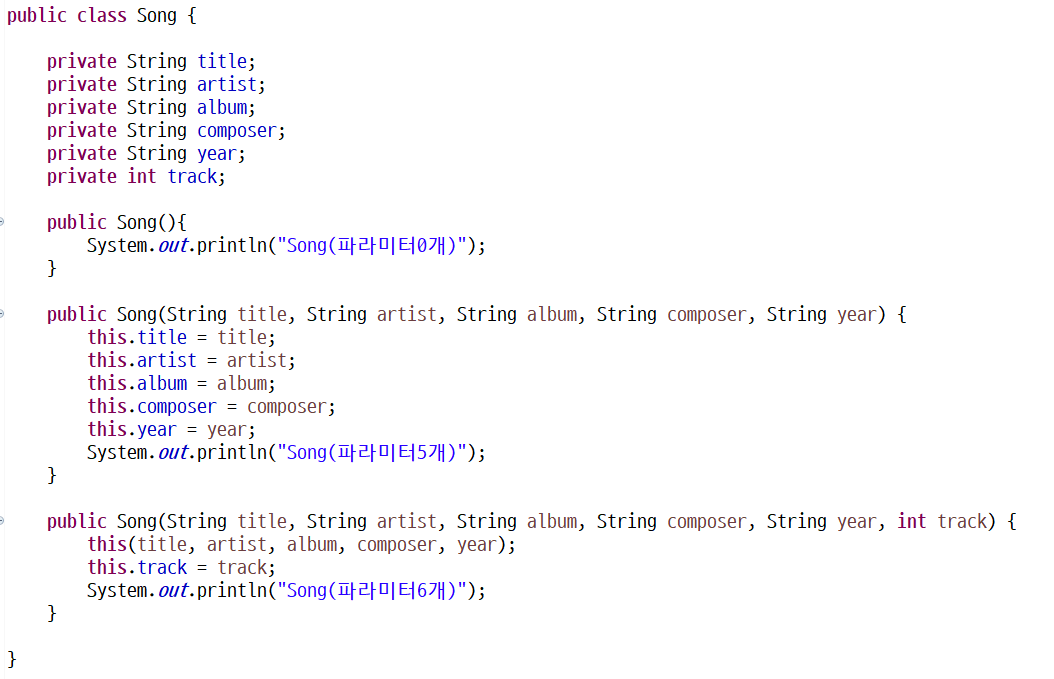 public class Song {
private String title;
private String artist;
private String album;
private String composer;
private String year;
private int track;
public Song(){
System.out.println("Song(파라미터0개)");
}
public Song(String title, String artist, String album, String composer, String year) {
this.title = title;
this.artist = artist;
this.album = album;
this.composer = composer;
this.year = year;
System.out.println("Song(파라미터5개)");
}
public Song(String title, String artist, String album, String composer, String year, int track) {
this(title, artist, album, composer, year);
this.track = track;
System.out.println("Song(파라미터6개)");
}
}